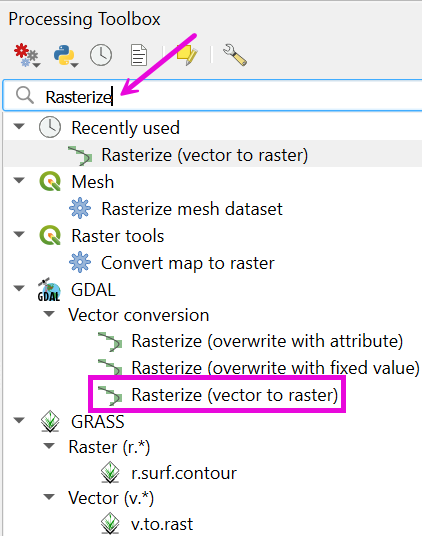 Processing Toolbox
Rasterize
Recently used
Rasterize (vector to raster)
Mesh
Rasterize mesh dataset
Raster tools
Convert map to raster
GDAL
GDAL
Vector conversion
Rasterize (overwrite with attribute)
Rasterize (overwrite with fixed value)
Rasterize (vector to raster)
GRASS
Raster (r.*)
r.surf.contour
Vector (v.*)
v.to.rast